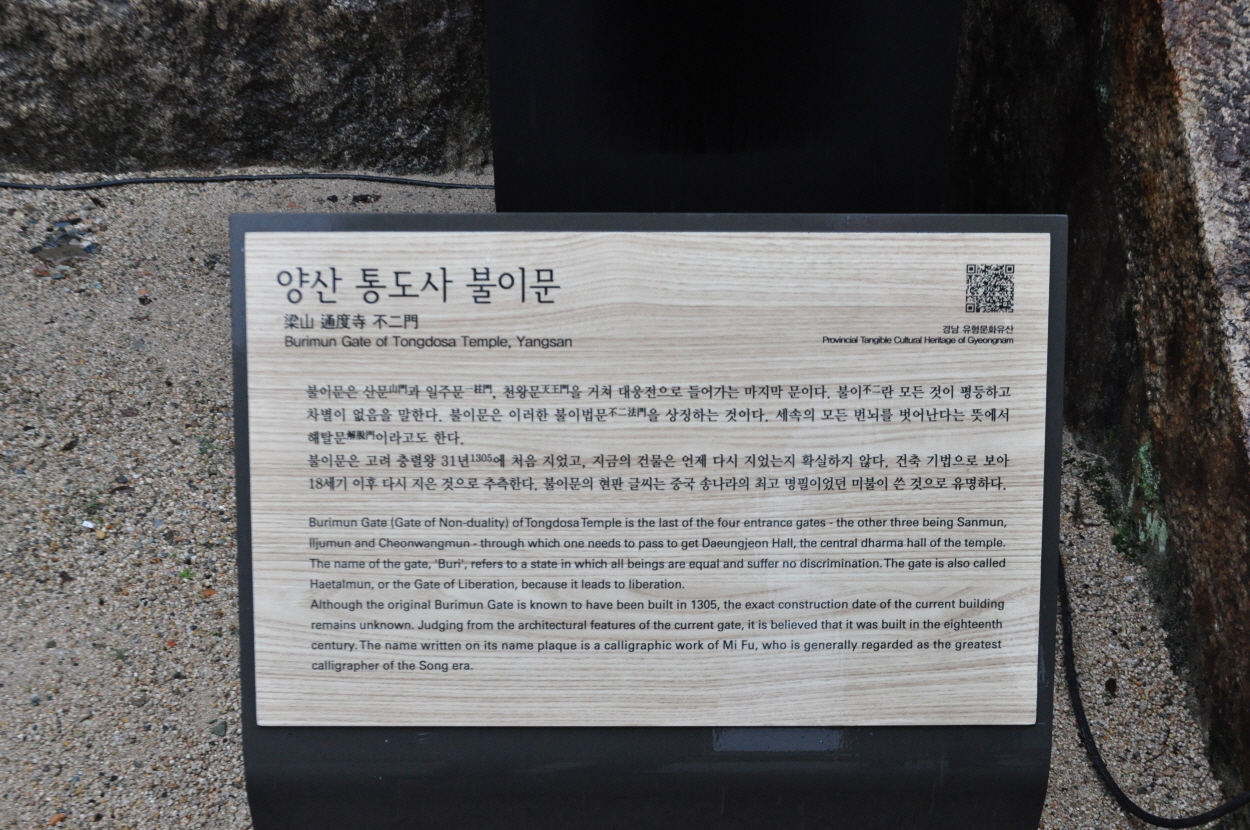 양산 통도사 불이문
梁山 通度寺 不二門
Burimun Gate of Tongdosa Temple, Yangsan
경남 유형문화유산
Provincial Tangible Cultural Heritage of Gyeongnam
불이문은 산문山門과 일주문一柱門, 천왕문天王門을 거쳐 대웅전으로 들어가는 마지막 문이다. 불이不二란 모든 것이 평등하고
차별이 없음을 말한다. 불이문은 이러한 불이법문不二法門을 상징하는 것이다. 세속의 모든 번뇌를 벗어난다는 뜻에서
해탈문解脫門이라고도 한다.
불이문은 고려 충렬왕 31년1305에 처음 지었고, 지금의 건물은 언제 다시 지었는지 확실하지 않다. 건축 기법으로 보아
18세기 이후 다시 지은 것으로 추측한다. 불이문의 현판 글씨는 중국 송나라의 최고 명필이었던 미불이 쓴 것으로 유명하다.
Burimun Gate (Gate of Non-duality) of Tongdosa Temple is the last of the four entrance gates - the other three being Sanmun,
Iljumun and Cheonwangmun - through which one needs to pass to get Daeungjeon Hall, the central dharma hall of the temple.
The name of the gate, 'Buri', refers to a state in which all beings are equal and suffer no discrimination. The gate is also called
Haetalmun, or the Gate of Liberation, because it leads to liberation.
Although the original Burimun Gate is known to have been built in 1305, the exact construction date of the current building
remains unknown. Judging from the architectural features of the current gate, it is believed that it was built in the eighteenth
century. The name written on its name plaque is a calligraphic work of Mi Fu, who is generally regarded as the greatest
calligrapher of the Song era.